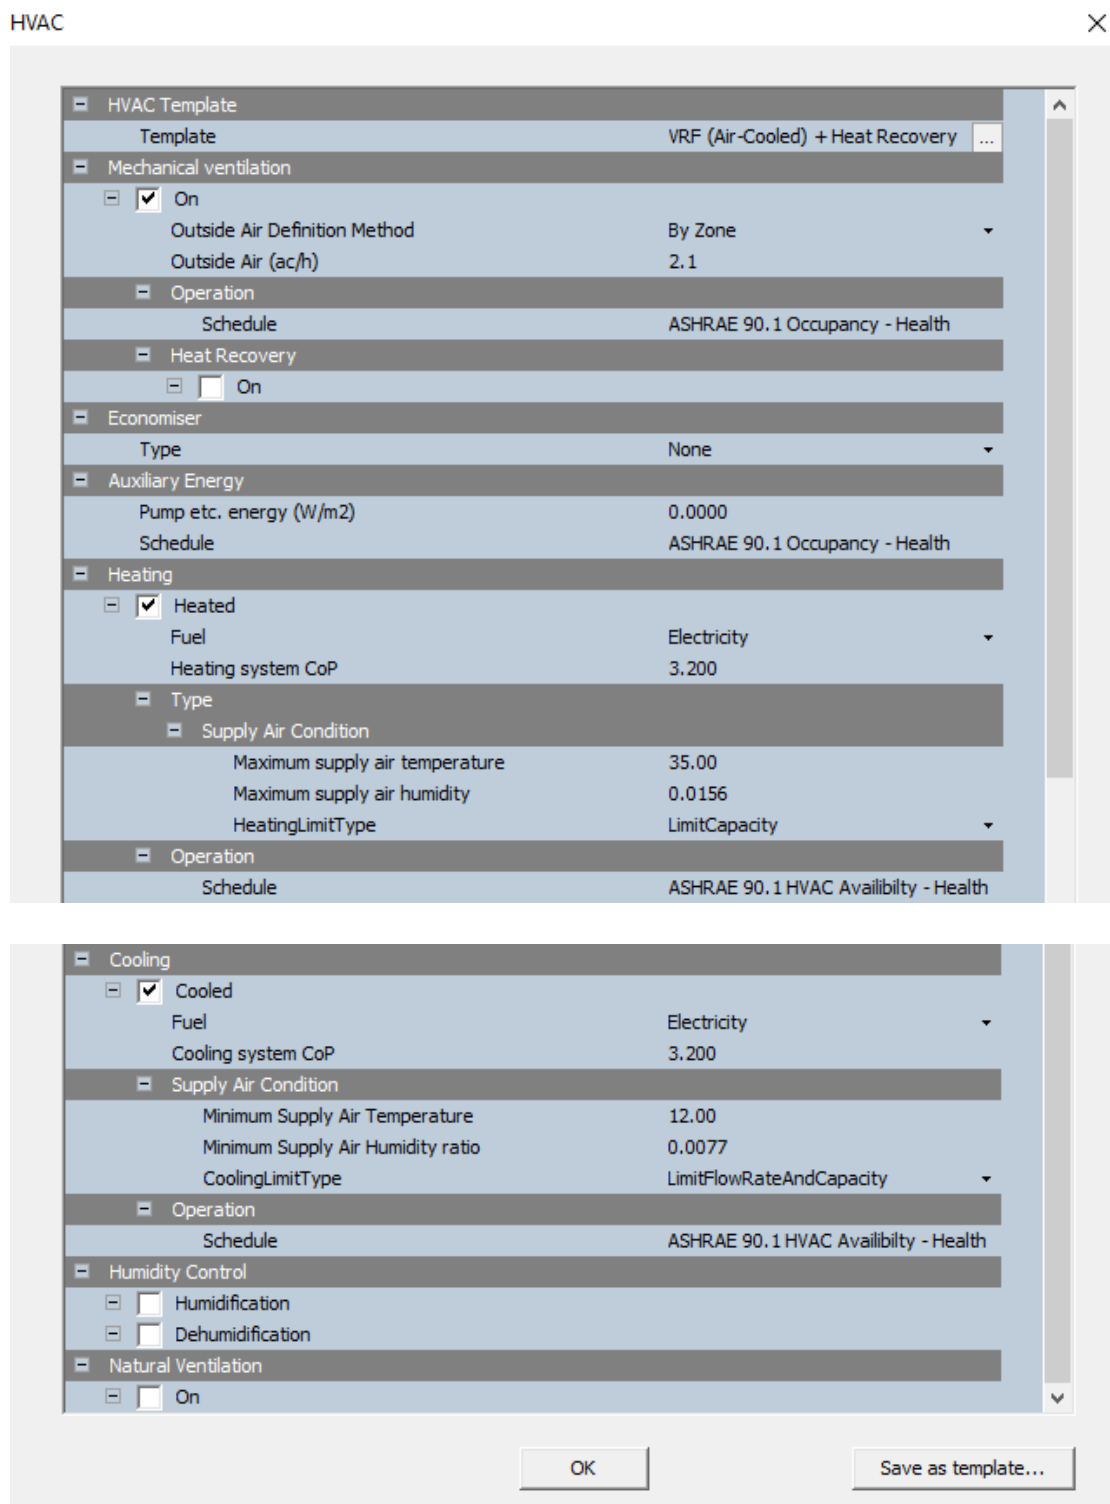 HVAC
HVAC Template
Template VRF (Air-Cooled) + Heat Recovery ...
Mechanical ventilation
On
Outside Air Definition Method By Zone
Outside Air (ac/h) 2.1
Operation
Schedule ASHRAE 90.1 Occupancy - Health
Heat Recovery
On
Economiser
Type None
Auxiliary Energy
Pump etc. energy (W/m2) 0.0000
Schedule ASHRAE 90.1 Occupancy - Health
Heating
Heated
Fuel Electricity
Heating system CoP 3.200
Type
Supply Air Condition
Maximum supply air temperature 35.00
Maximum supply air humidity 0.0156
HeatingLimitType LimitCapacity
Operation
Schedule ASHRAE 90.1 HVAC Availibilty - Health
Cooling
Cooled
Fuel Electricity
Cooling system CoP 3.200
Supply Air Condition
Minimum Supply Air Temperature 12.00
Minimum Supply Air Humidity ratio 0.0077
CoolingLimitType LimitFlowRateAndCapacity
Operation
Schedule ASHRAE 90.1 HVAC Availibilty - Health
Humidity Control
Humidification
Dehumidification
Natural Ventilation
On
OK Save as template...